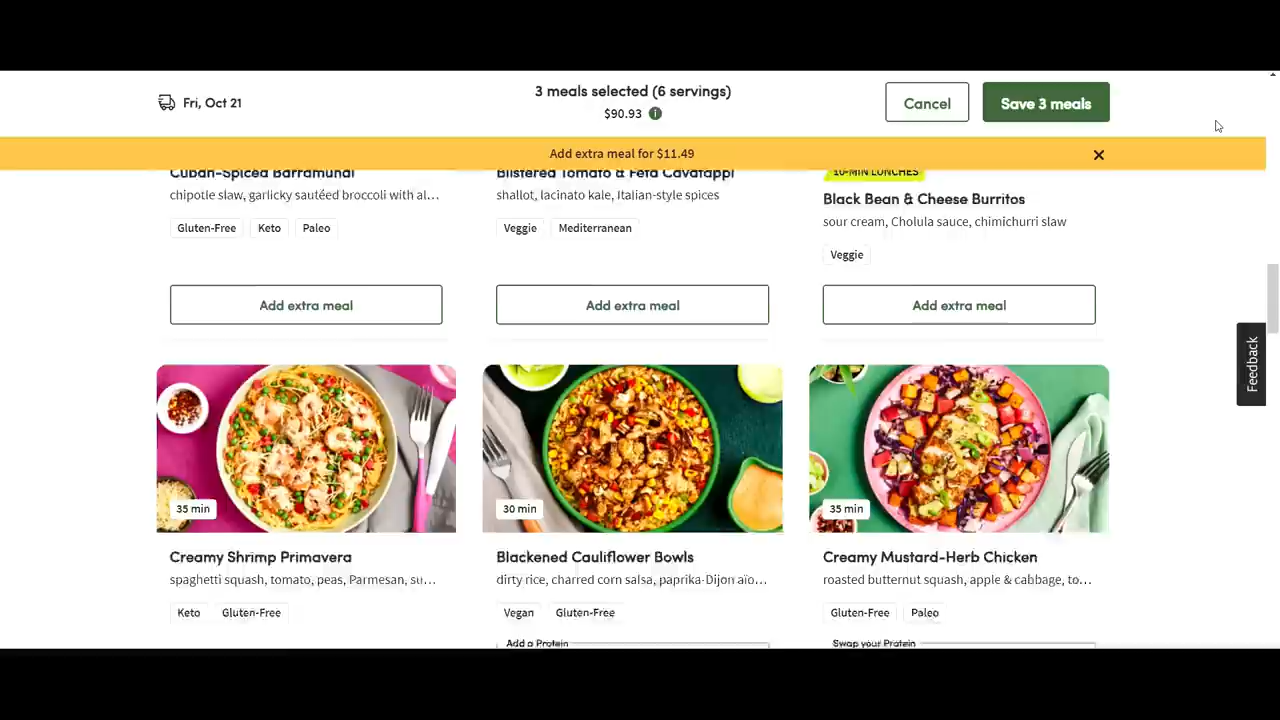 Fri, Oct 21
3 meals selected (6 servings)
$90.93
Cancel
Save 3 meals
Add extra meal for $11.49
Cuban-Spiced Barramundi
chipotle slaw, garlicky sautéed broccoli with al...
Gluten-Free Keto Paleo
Add extra meal
Blistered Tomato & Feta Cavatappi
shallot, lacinato kale, Italian-style spices
Veggie Mediterranean
Add extra meal
10-MIN LUNCHES
Black Bean & Cheese Burritos
sour cream, Cholula sauce, chimichurri slaw
Veggie
Add extra meal
Feedback
35 min
Creamy Shrimp Primavera
spaghetti squash, tomato, peas, Parmesan, su...
Keto Gluten-Free
30 min
Blackened Cauliflower Bowls
dirty rice, charred corn salsa, paprika-Dijon aïo...
Vegan Gluten-Free
Add a Protein
35 min
Creamy Mustard-Herb Chicken
roasted butternut squash, apple & cabbage, to...
Gluten-Free Paleo
Swap your Protein